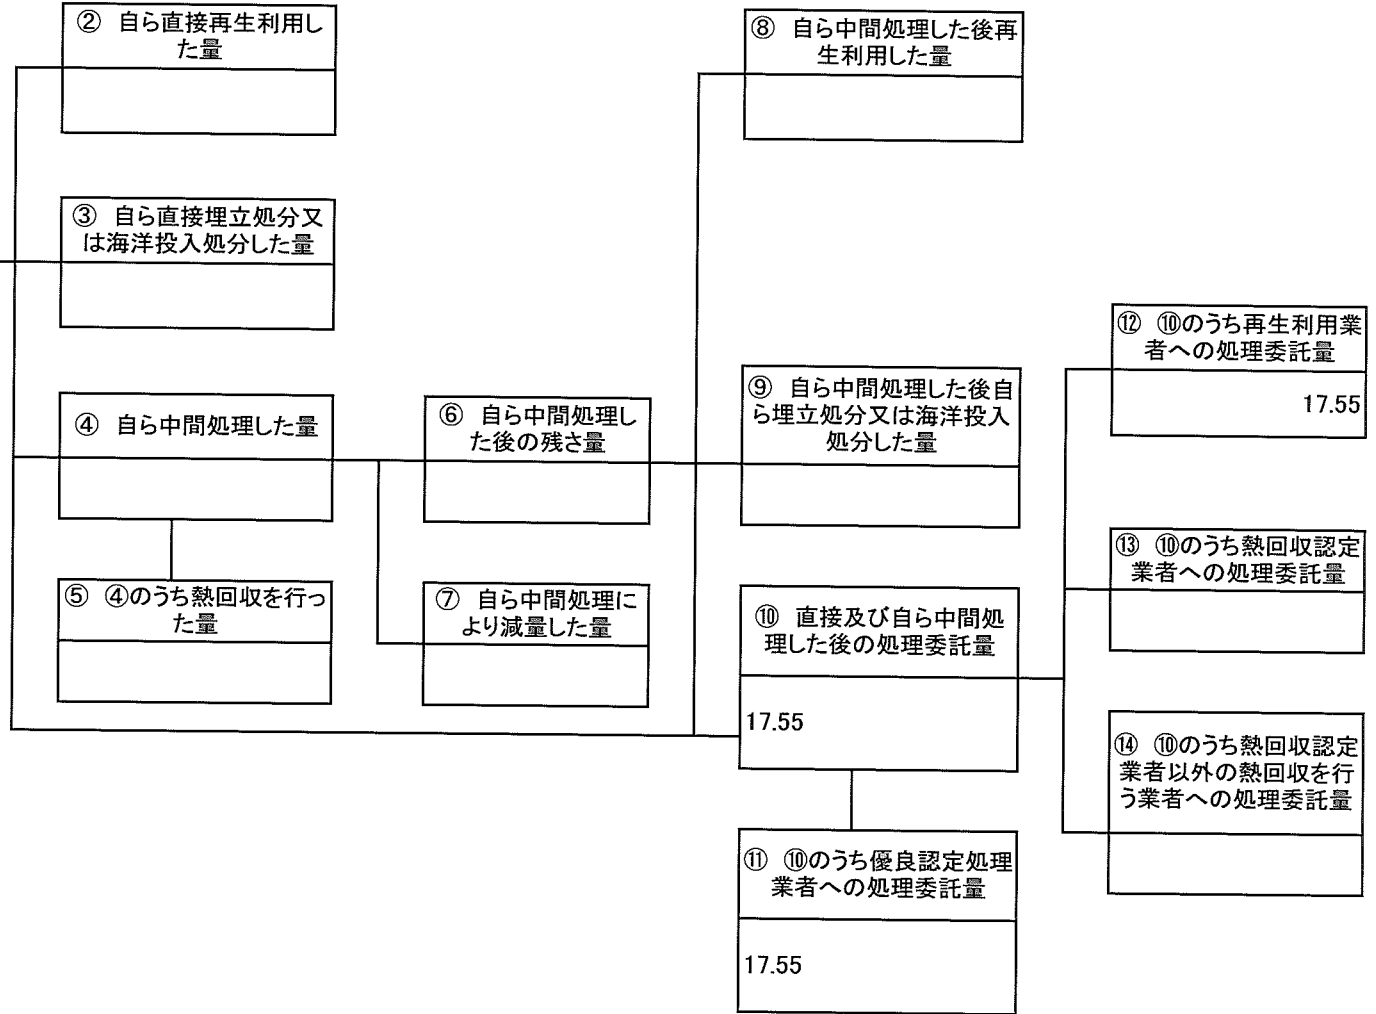 ② 自ら直接再生利用し
た量
⑧ 自ら中間処理した後再
生利用した量
③ 自ら直接埋立処分又
は海洋投入処分した量
⑫ ⑩のうち再生利用業
者への処理委託量
17.55
④ 自ら中間処理した量
⑥ 自ら中間処理し
た後の残さ量
⑨ 自ら中間処理した後自
ら埋立処分又は海洋投入
処分した量
⑬ ⑩のうち熱回収認定
業者への処理委託量
⑤ ④のうち熱回収を行っ
た量
⑦ 自ら中間処理に
より減量した量
⑩ 直接及び自ら中間処
理した後の処理委託量
17.55
⑭ ⑩のうち熱回収認定
業者以外の熱回収を行
う業者への処理委託量
⑪ ⑩のうち優良認定処理
業者への処理委託量
17.55